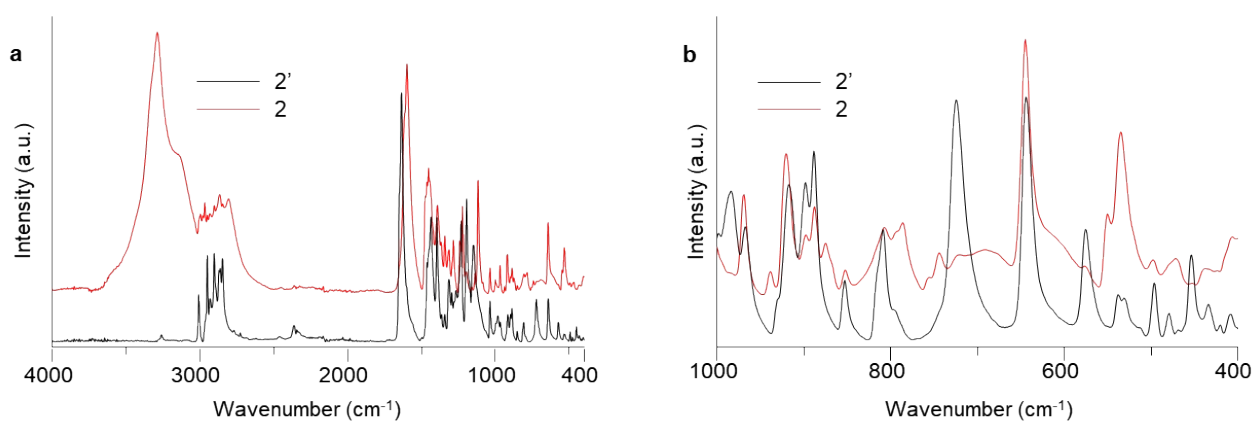 a
2'
2
Intensity (a.u.)
4000 3000 2000 1000 400
Wavenumber (cm⁻¹)
b
2'
2
Intensity (a.u.)
1000 800 600 400
Wavenumber (cm⁻¹)